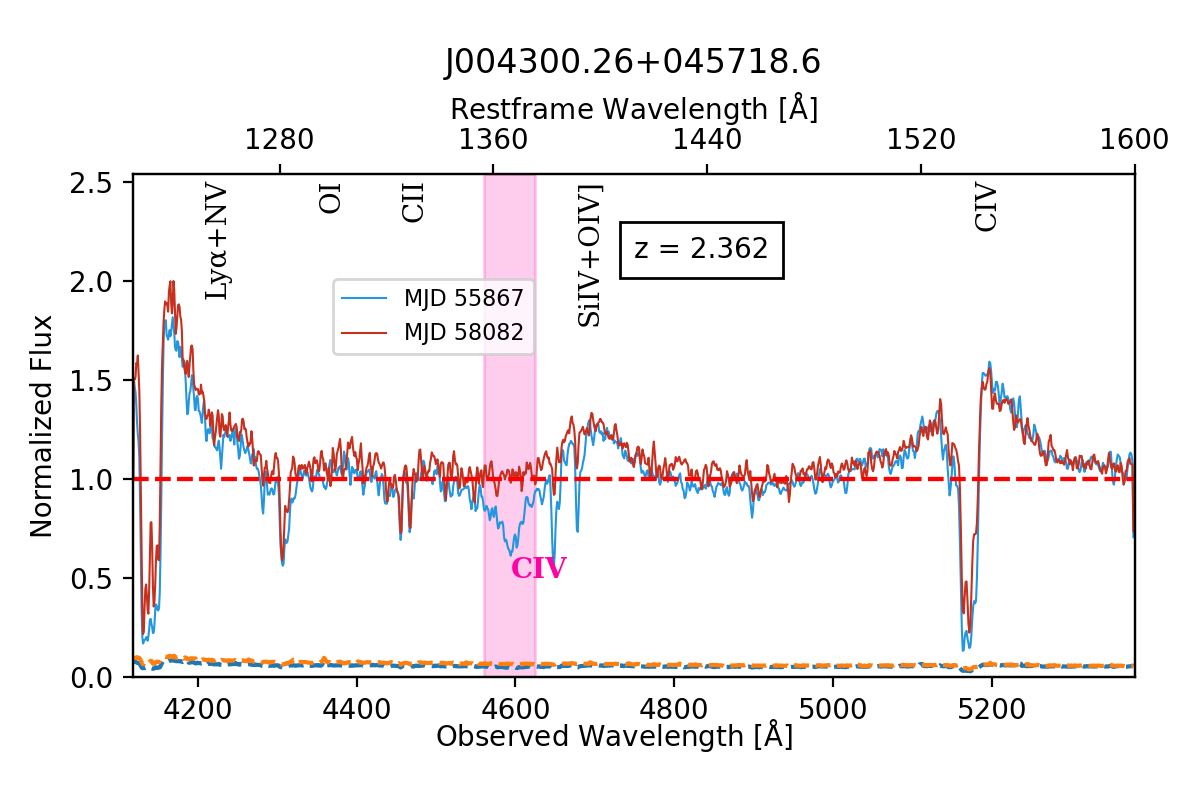 J004300.26+045718.6
Restframe Wavelength [Å]
1280 1360 1440 1520 1600
2.5
2.0
1.5
1.0
0.5
0.0
Normalized Flux
Lyα+NV
OI
CII
SiIV+OIV]
CIV
z = 2.362
MJD 55867
MJD 58082
CIV
4200 4400 4600 4800 5000 5200
Observed Wavelength [Å]